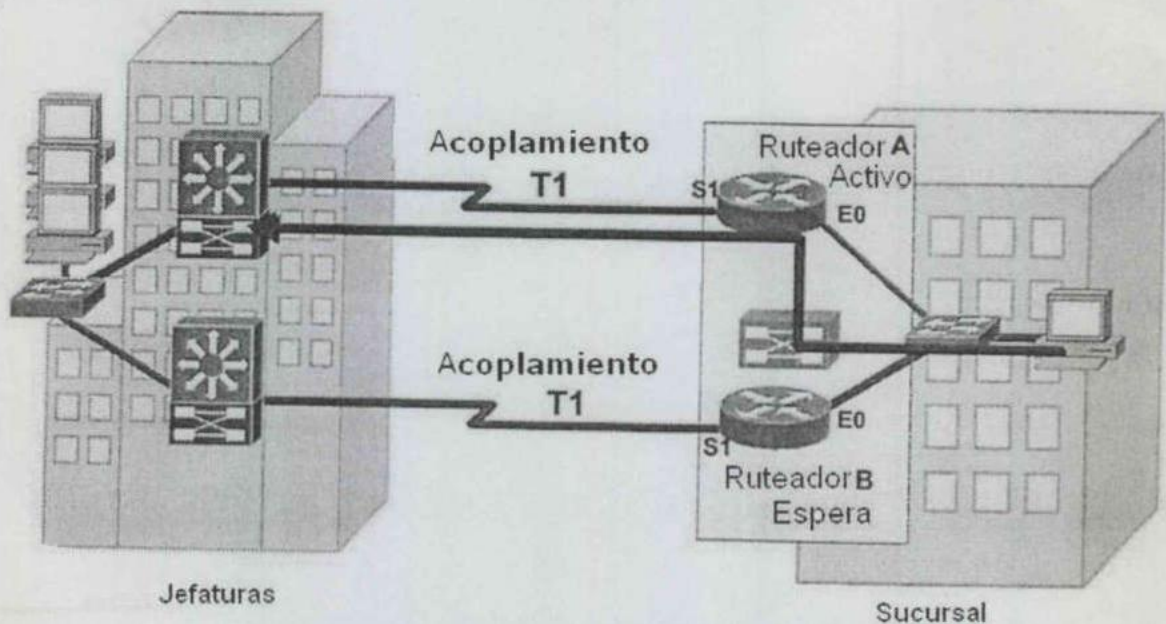 Acoplamiento
T1
Ruteador A
Activo
S1
E0
Acoplamiento
T1
E0
S1
Ruteador B
Espera
Jefaturas
Sucursal